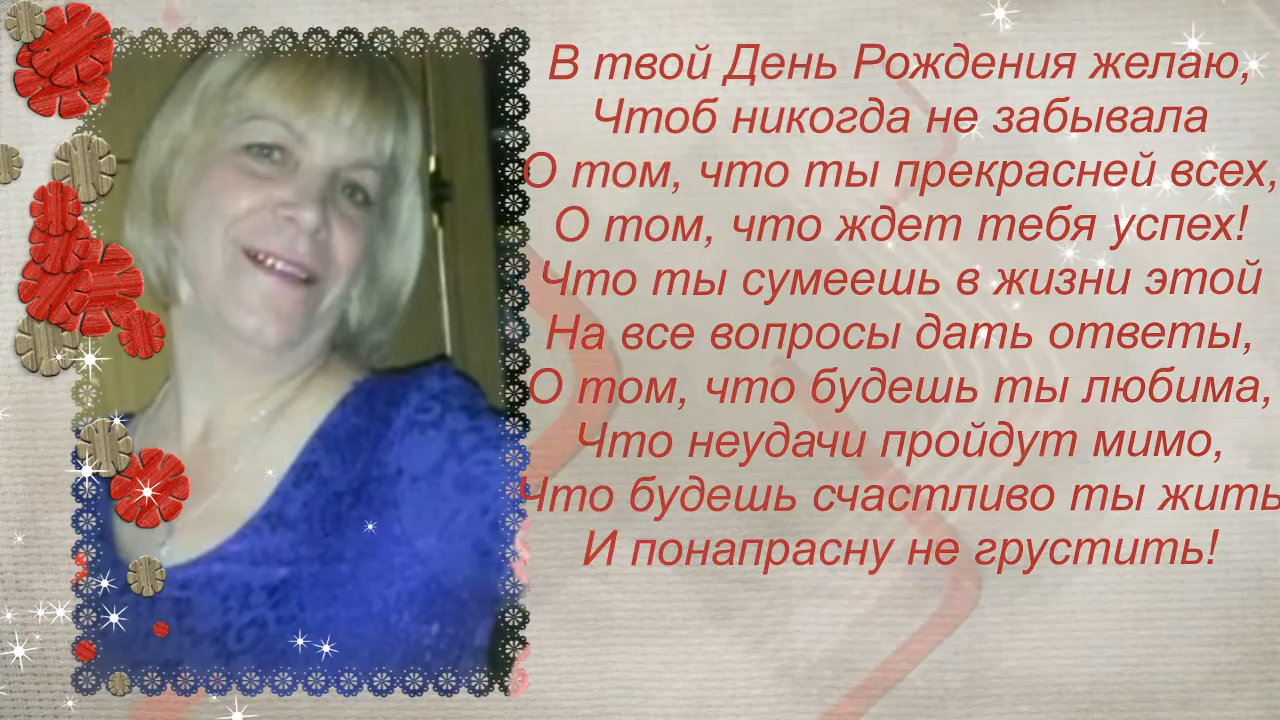 В твой День Рождения желаю,
Чтоб никогда не забывала
О том, что ты прекрасней всех,
О том, что ждет тебя успех!
Что ты сумеешь в жизни этой
На все вопросы дать ответы,
О том, что будешь ты любима,
Что неудачи пройдут мимо,
Что будешь счастливо ты жить
И понапрасну не грустить!